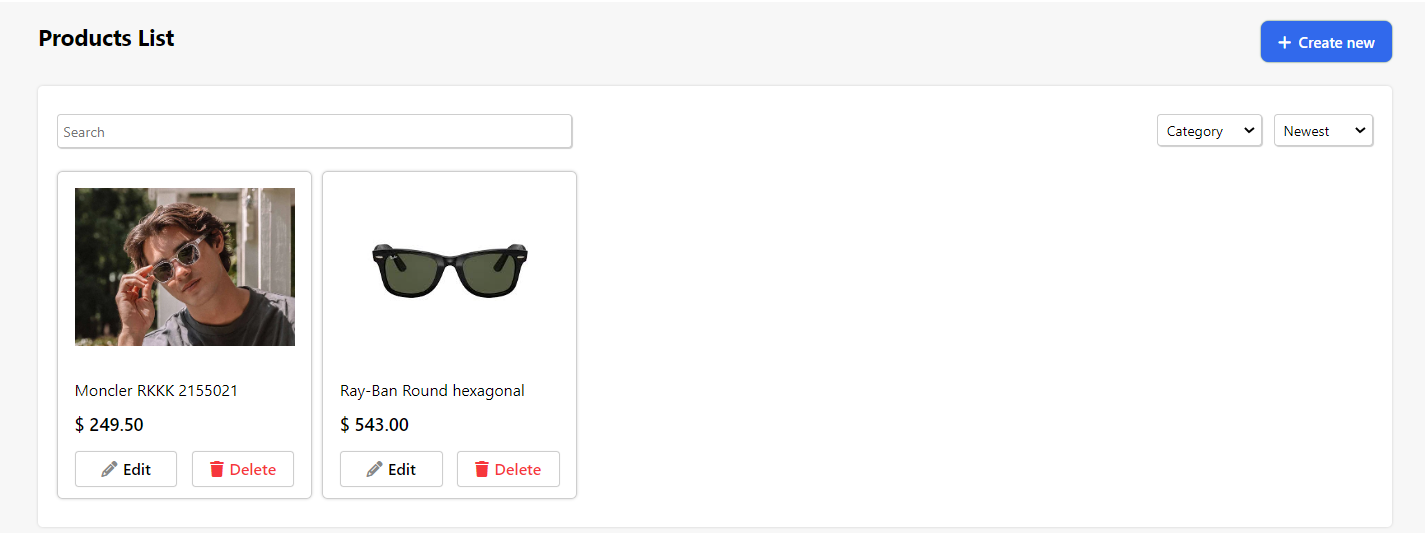 Products List
Create new
Search
Category
Newest
Moncler RKKK 2155021
$ 249.50
Edit
Delete
Ray-Ban Round hexagonal
$ 543.00
Edit
Delete